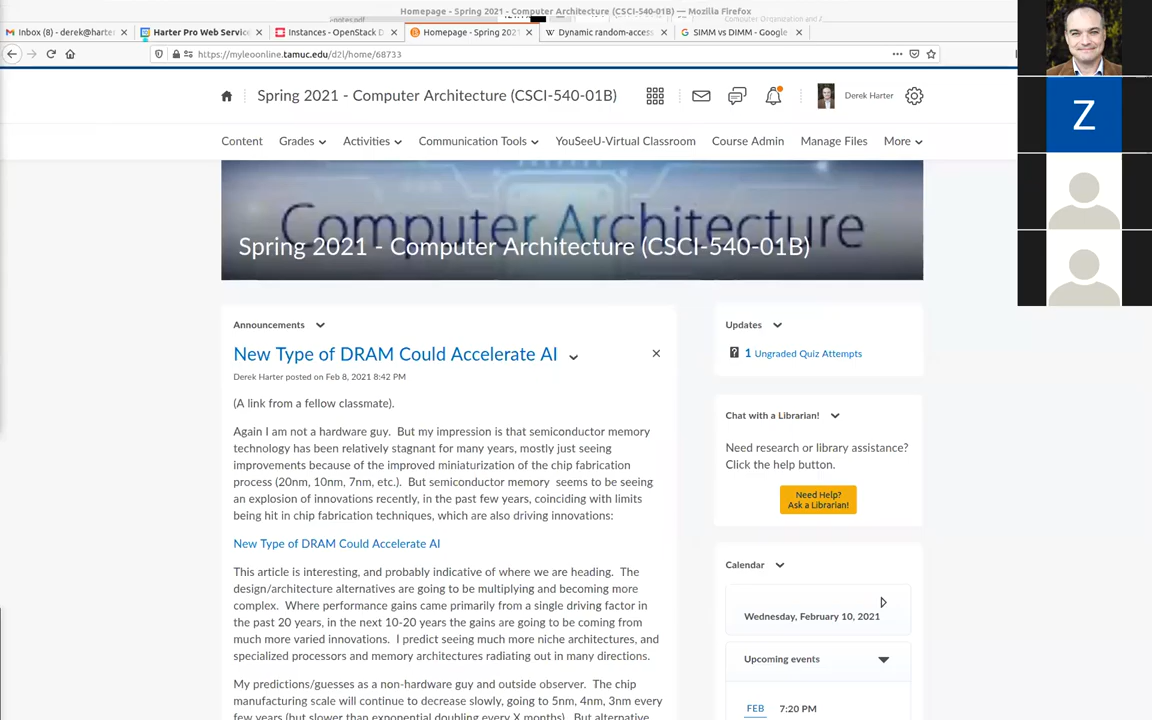 Homepage - Spring 2021 - Computer Architecture (CSCI-540-01B) — Mozilla Firefox
Inbox (8) - derek@harter
Harter Pro Web Servic
Instances - OpenStack D
Homepage - Spring 2021
Dynamic random-access
SIMM vs DIMM - Google
https://myleoonline.tamuc.edu/d2l/home/68733
Spring 2021 - Computer Architecture (CSCI-540-01B)
Derek Harter
Content
Grades
Activities
Communication Tools
YouSeeU-Virtual Classroom
Course Admin
Manage Files
More
Computer Architecture
Spring 2021 - Computer Architecture (CSCI-540-01B)
Announcements
New Type of DRAM Could Accelerate AI
Derek Harter posted on Feb 8, 2021 8:42 PM
(A link from a fellow classmate).
Again I am not a hardware guy. But my impression is that semiconductor memory
technology has been relatively stagnant for many years, mostly just seeing
improvements because of the improved miniaturization of the chip fabrication
process (20nm, 10nm, 7nm, etc.). But semiconductor memory seems to be seeing
an explosion of innovations recently, in the past few years, coinciding with limits
being hit in chip fabrication techniques, which are also driving innovations:
New Type of DRAM Could Accelerate AI
This article is interesting, and probably indicative of where we are heading. The
design/architecture alternatives are going to be multiplying and becoming more
complex. Where performance gains came primarily from a single driving factor in
the past 20 years, in the next 10-20 years the gains are going to be coming from
much more varied innovations. I predict seeing much more niche architectures, and
specialized processors and memory architectures radiating out in many directions.
My predictions/guesses as a non-hardware guy and outside observer. The chip
manufacturing scale will continue to decrease slowly, going to 5nm, 4nm, 3nm every
few years (but slower than exponential doubling every X months). But alternative
Updates
1 Ungraded Quiz Attempts
Chat with a Librarian!
Need research or library assistance?
Click the help button.
Need Help?
Ask a Librarian!
Calendar
Wednesday, February 10, 2021
Upcoming events
FEB
7:20 PM
Z